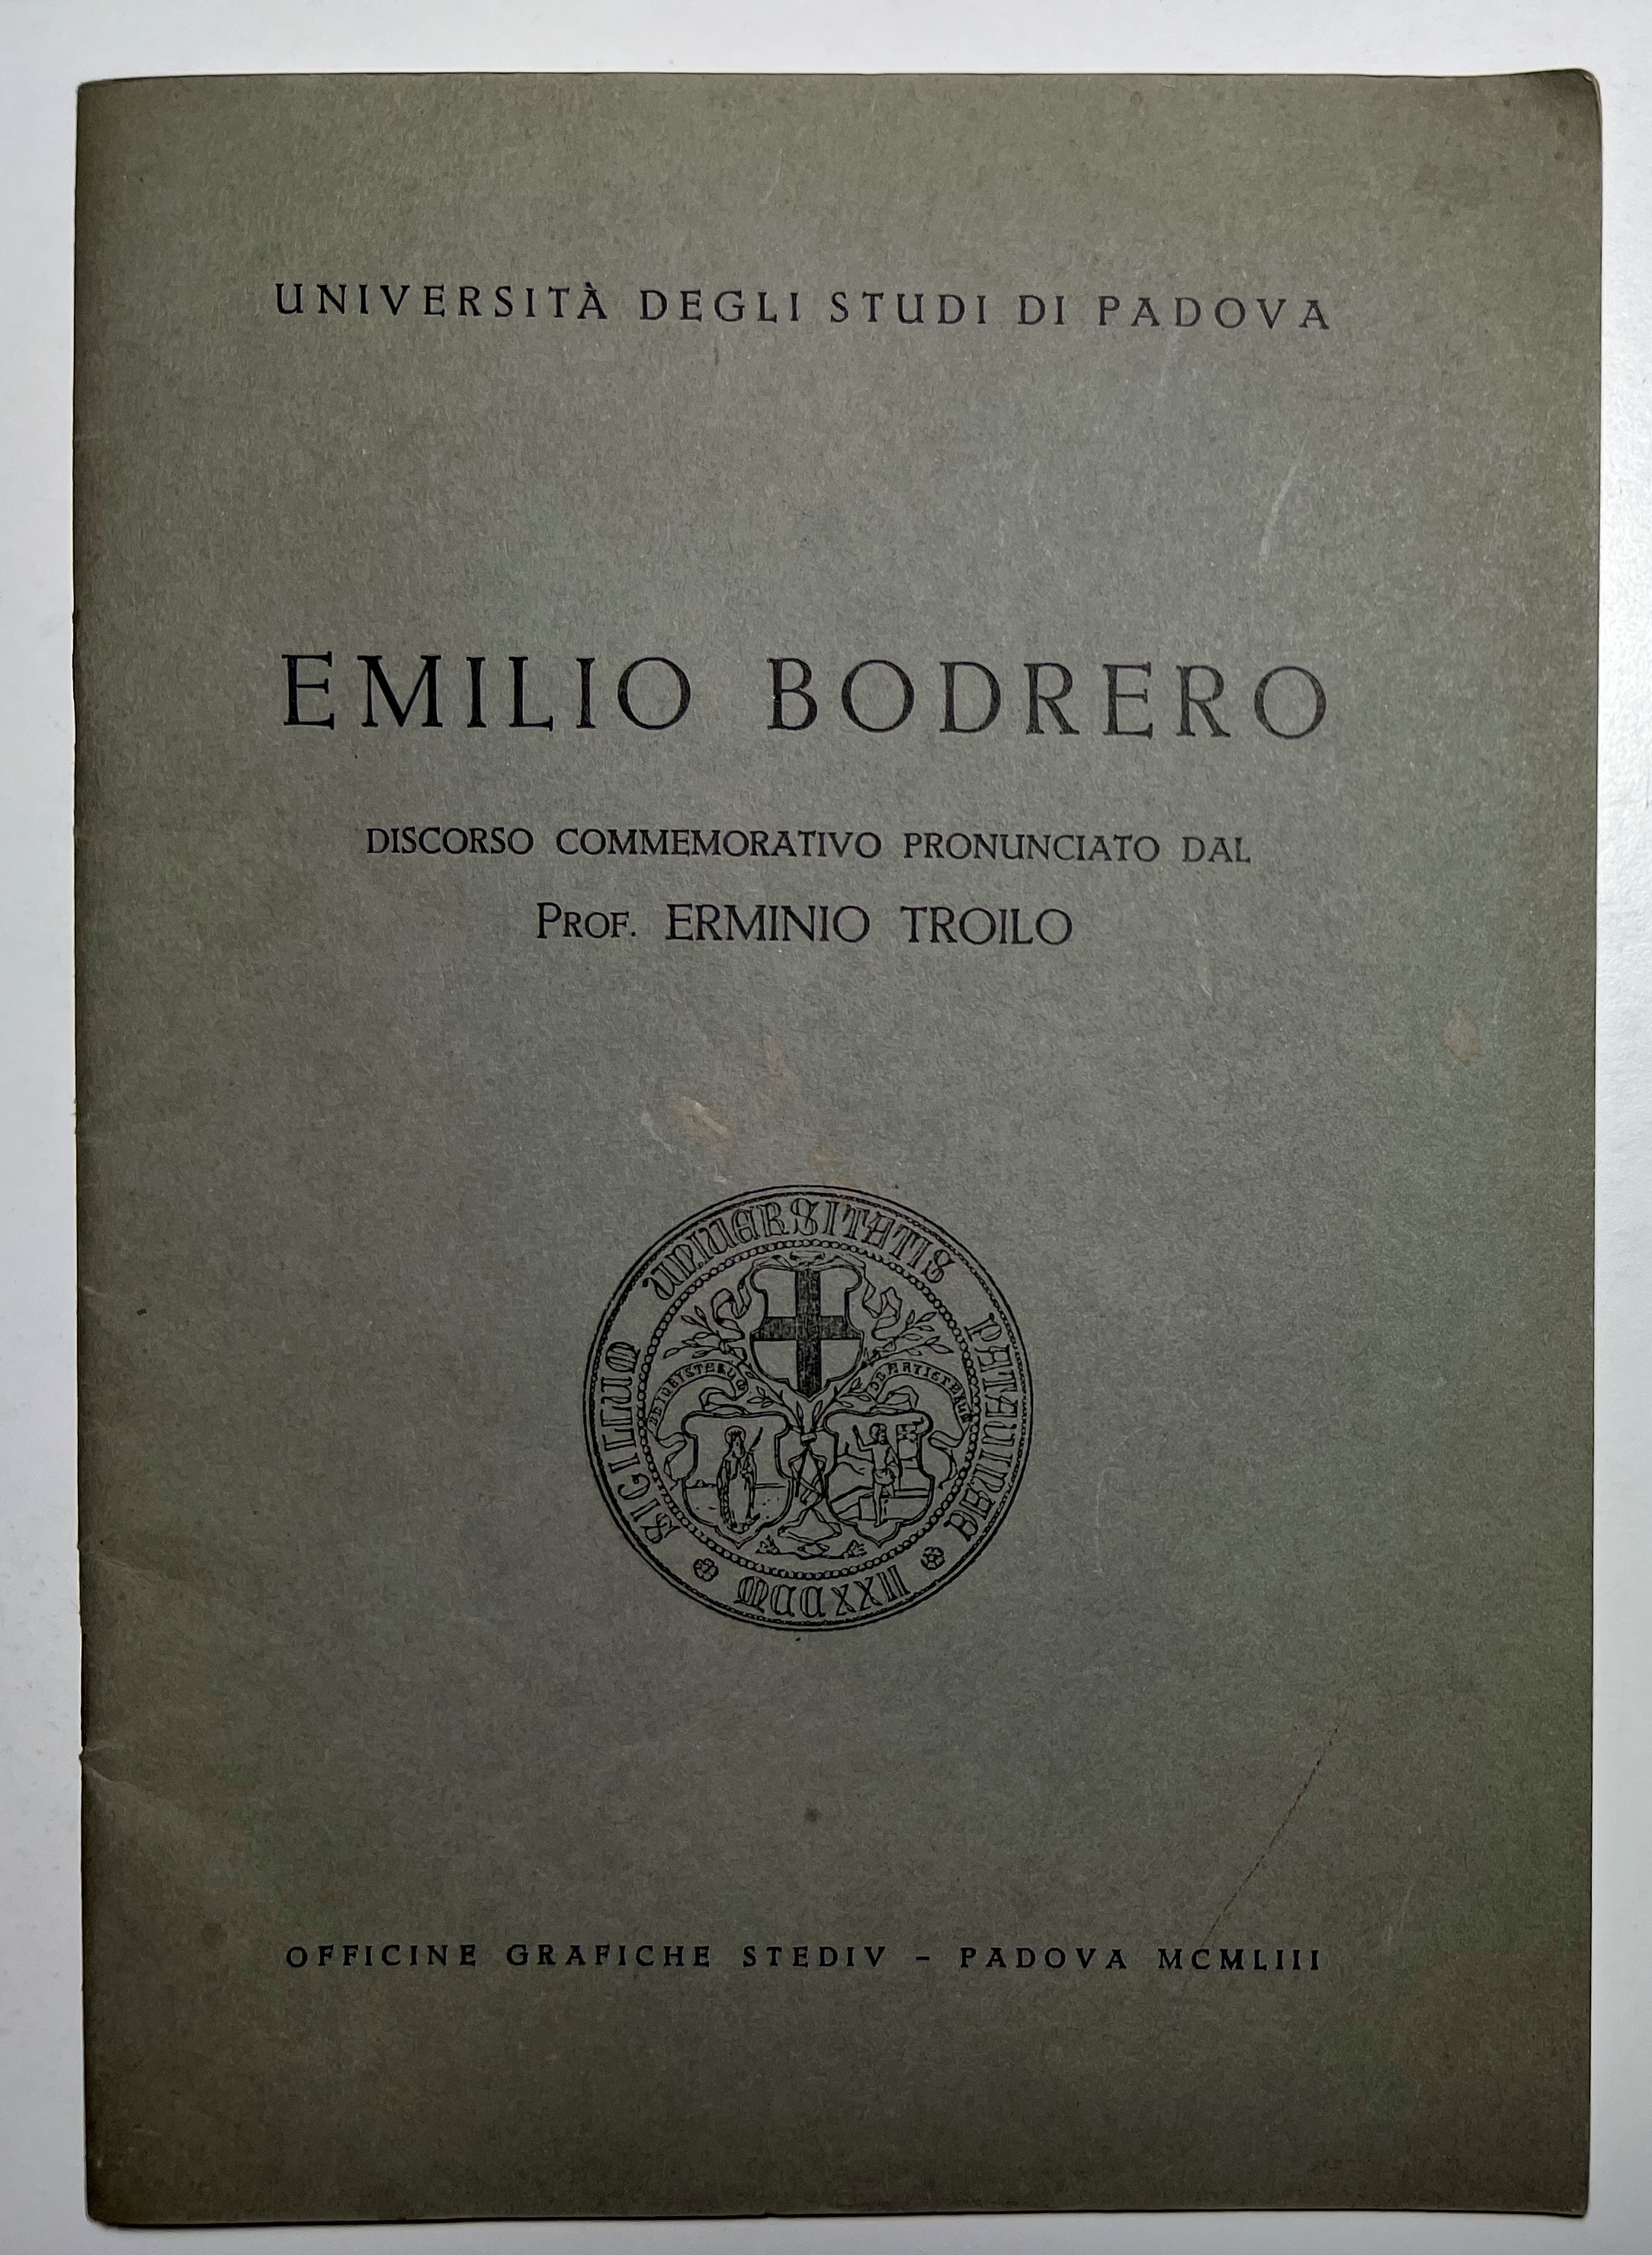 UNIVERSITÀ DEGLI STUDI DI PADOVA
EMILIO BODRERO
DISCORSO COMMEMORATIVO PRONUNCIATO DAL
PROF. ERMINIO TROILO
SIGILLUM UNIVERSITATIS PATAVINAE
MCCXXII
OFFICINE GRAFICHE STEDIV – PADOVA MCMLIII